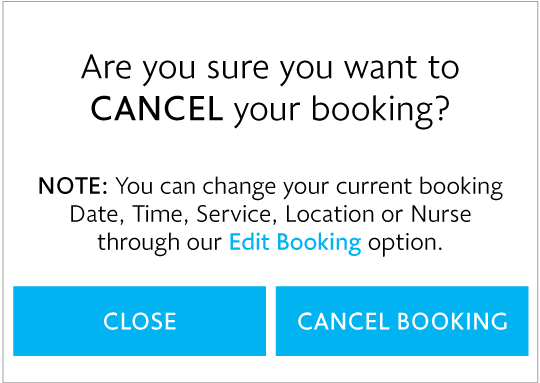 Are you sure you want to
CANCEL your booking?
NOTE: You can change your current booking
Date, Time, Service, Location or Nurse
through our Edit Booking option.
CLOSE
CANCEL BOOKING